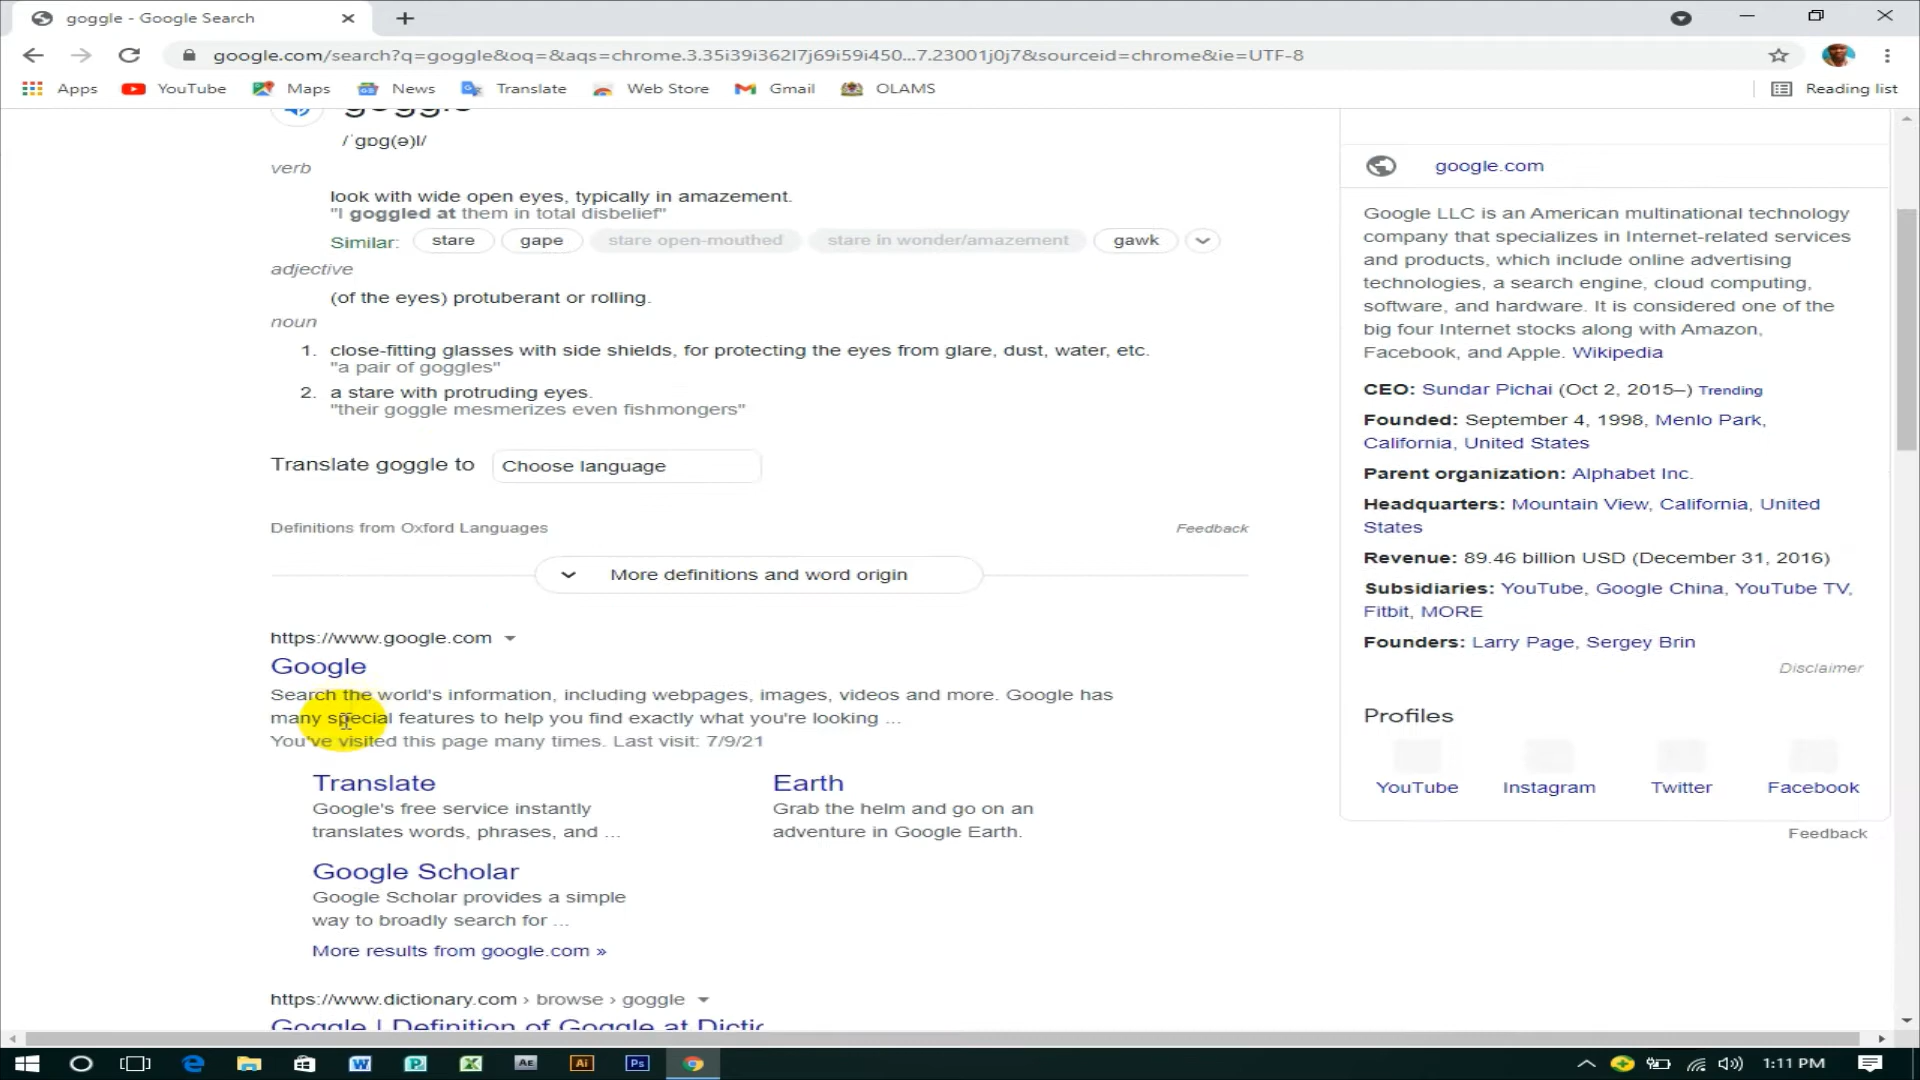 goggle - Google Search
google.com/search?q=goggle&oq=&aqs=chrome.3.35i39i362l7j69i59i450...7.23001j0j7&sourceid=chrome&ie=UTF-8
Apps YouTube Maps News Translate Web Store Gmail OLAMS Reading list
goggle
/ˈɡɒɡ(ə)l/
verb
look with wide open eyes, typically in amazement.
"I goggled at them in total disbelief"
Similar: stare gape stare open-mouthed stare in wonder/amazement gawk
adjective
(of the eyes) protuberant or rolling.
noun
1. close-fitting glasses with side shields, for protecting the eyes from glare, dust, water, etc.
"a pair of goggles"
2. a stare with protruding eyes.
"their goggle mesmerizes even fishmongers"
Translate goggle to Choose language
Definitions from Oxford Languages Feedback
More definitions and word origin
https://www.google.com
Google
Search the world's information, including webpages, images, videos and more. Google has
many special features to help you find exactly what you're looking ...
You've visited this page many times. Last visit: 7/9/21
Translate
Google's free service instantly
translates words, phrases, and ...
Earth
Grab the helm and go on an
adventure in Google Earth.
Google Scholar
Google Scholar provides a simple
way to broadly search for ...
More results from google.com »
https://www.dictionary.com › browse › goggle
Goggle | Definition of Goggle at Dictic
google.com
Google LLC is an American multinational technology
company that specializes in Internet-related services
and products, which include online advertising
technologies, a search engine, cloud computing,
software, and hardware. It is considered one of the
big four Internet stocks along with Amazon,
Facebook, and Apple. Wikipedia
CEO: Sundar Pichai (Oct 2, 2015–) Trending
Founded: September 4, 1998, Menlo Park,
California, United States
Parent organization: Alphabet Inc.
Headquarters: Mountain View, California, United
States
Revenue: 89.46 billion USD (December 31, 2016)
Subsidiaries: YouTube, Google China, YouTube TV,
Fitbit, MORE
Founders: Larry Page, Sergey Brin
Disclaimer
Profiles
YouTube Instagram Twitter Facebook
Feedback
W P X AE Ai Ps 1:11 PM